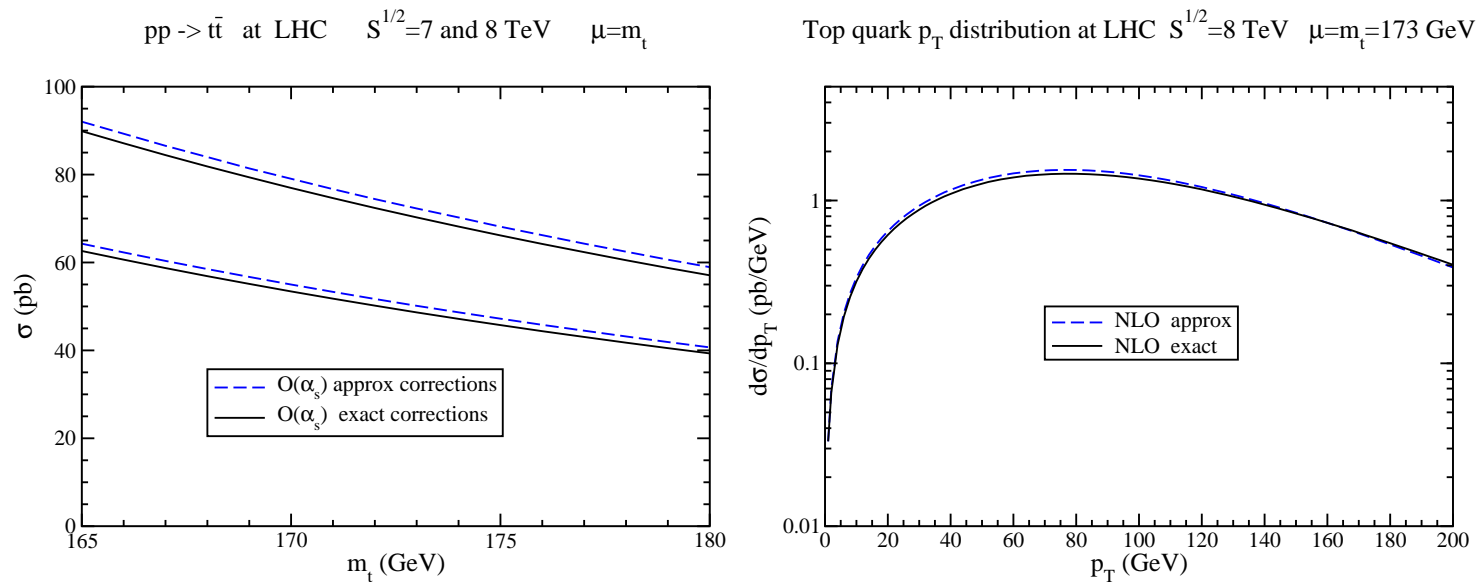 pp -> tt̄ at LHC S^1/2=7 and 8 TeV μ=m_t
100
80
60
40
20
0
σ (pb)
O(α_s) approx corrections
O(α_s) exact corrections
165
170
175
180
m_t (GeV)
Top quark p_T distribution at LHC S^1/2=8 TeV μ=m_t=173 GeV
1
0.1
0.01
dσ/dp_T (pb/GeV)
NLO approx
NLO exact
0
20
40
60
80
100
120
140
160
180
200
p_T (GeV)